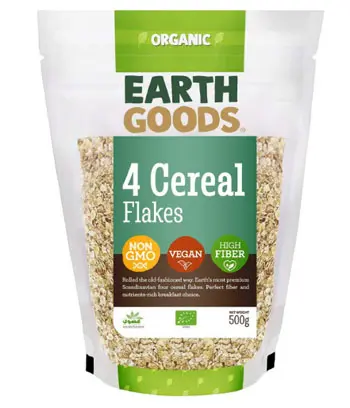 ORGANIC
EARTH
GOODS®
4 Cereal
Flakes
NON
GMO
VEGAN
HIGH
FIBER
Rolled the old-fashioned way. Earth's most premium
Scandinavian four cereal flakes. Perfect fiber and
nutrients-rich breakfast choice.
NET WEIGHT
500g